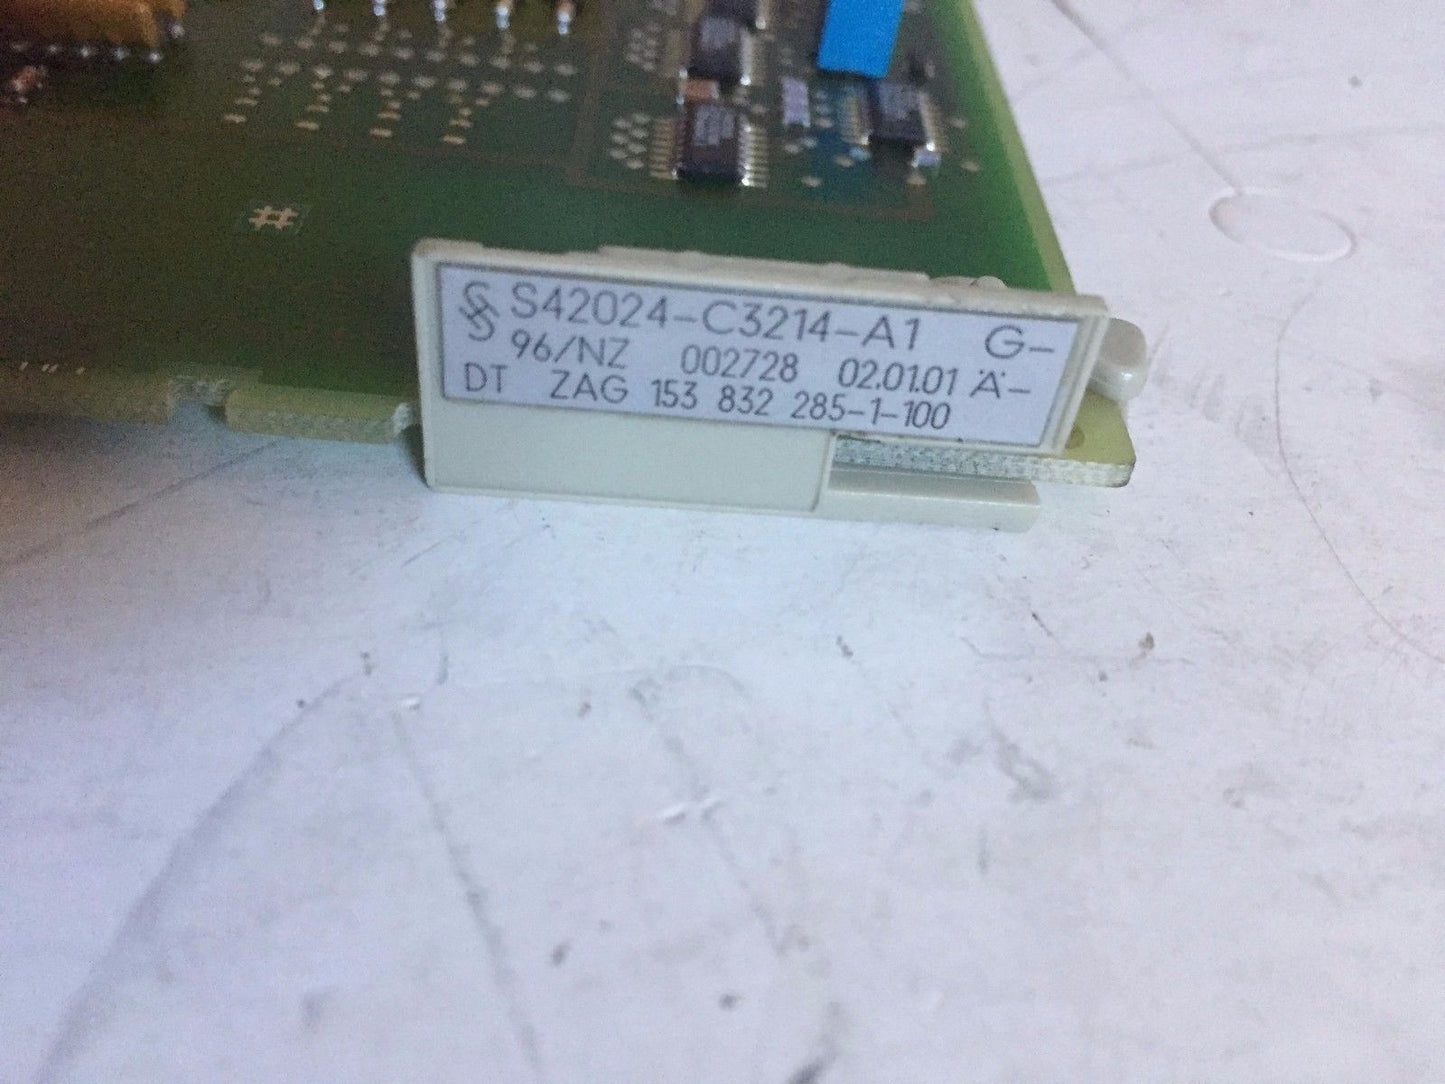 S42024-C3214-A1 G-
96/NZ 002728 02.01.01 Ä-
DT ZAG 153 832 285-1-100